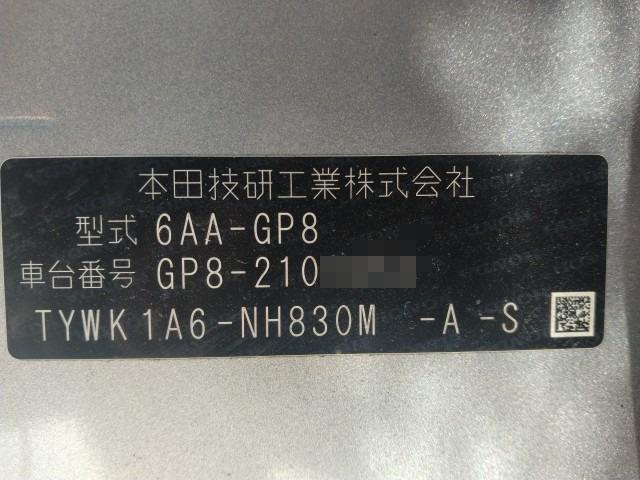 本田技研工業株式会社
型式 6AA-GP8
車台番号 GP8-210
TYWK1A6-NH830M -A -S